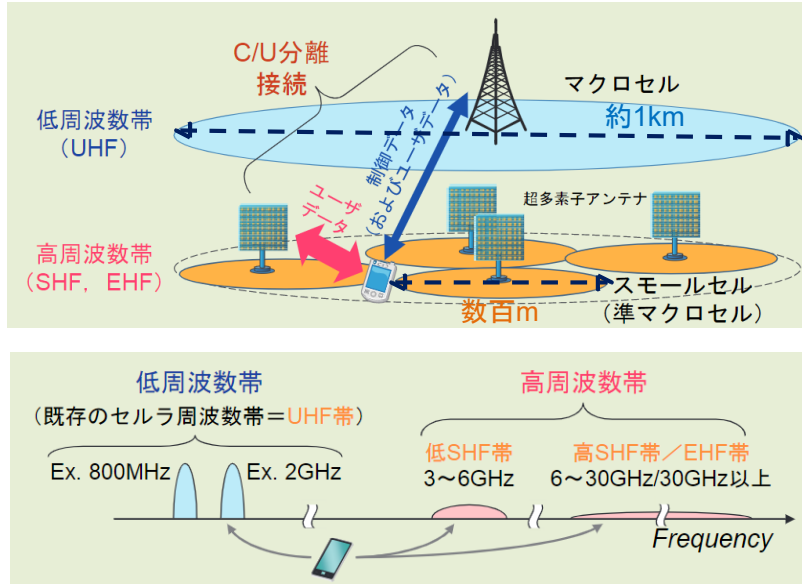 C/U分離
接続
マクロセル
約1km
低周波数帯
（UHF）
制御データ
（およびユーザデータ）
ユーザ
データ
超多素子アンテナ
高周波数帯
（SHF，EHF）
スモールセル
（準マクロセル）
数百m
低周波数帯
（既存のセルラ周波数帯＝UHF帯）
高周波数帯
低SHF帯
3～6GHz
高SHF帯／EHF帯
6～30GHz/30GHz以上
Ex. 800MHz
Ex. 2GHz
Frequency